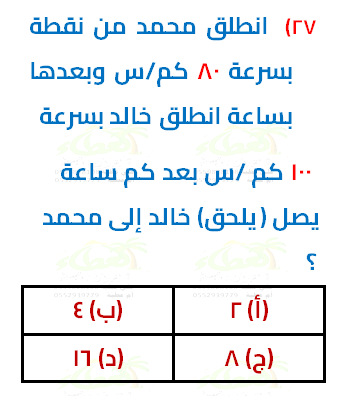 ٢٧) انطلق محمد من نقطة
بسرعة ٨٠ كم/س وبعدها
بساعة انطلق خالد بسرعة
١٠٠ كم /س بعد كم ساعة
يصل (يلحق) خالد إلى محمد
؟
(أ) ٢
(ب) ٤
(ج) ٨
(د) ١٦